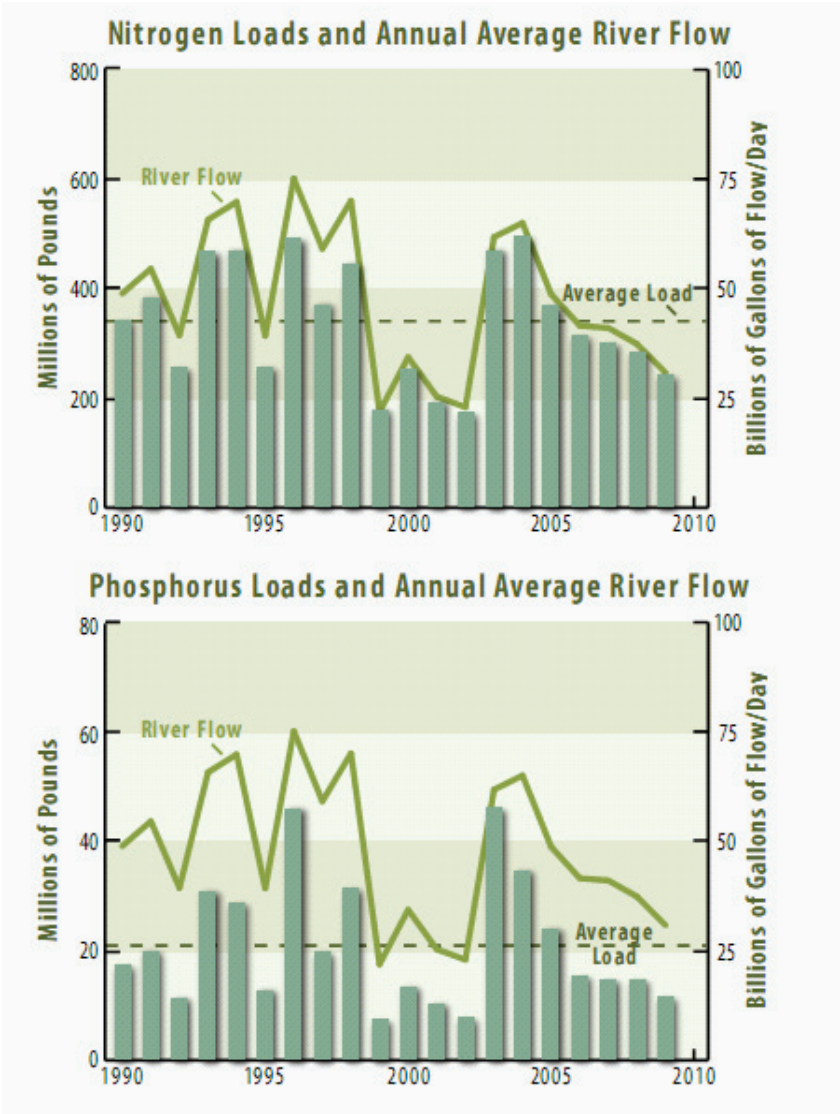 Nitrogen Loads and Annual Average River Flow
800
100
River Flow
600
75
Millions of Pounds
Billions of Gallons of Flow/Day
400
50
Average Load
200
25
0
1990
1995
2000
2005
2010
Phosphorus Loads and Annual Average River Flow
80
100
River Flow
60
75
Millions of Pounds
Billions of Gallons of Flow/Day
40
50
Average
Load
20
25
0
1990
1995
2000
2005
2010